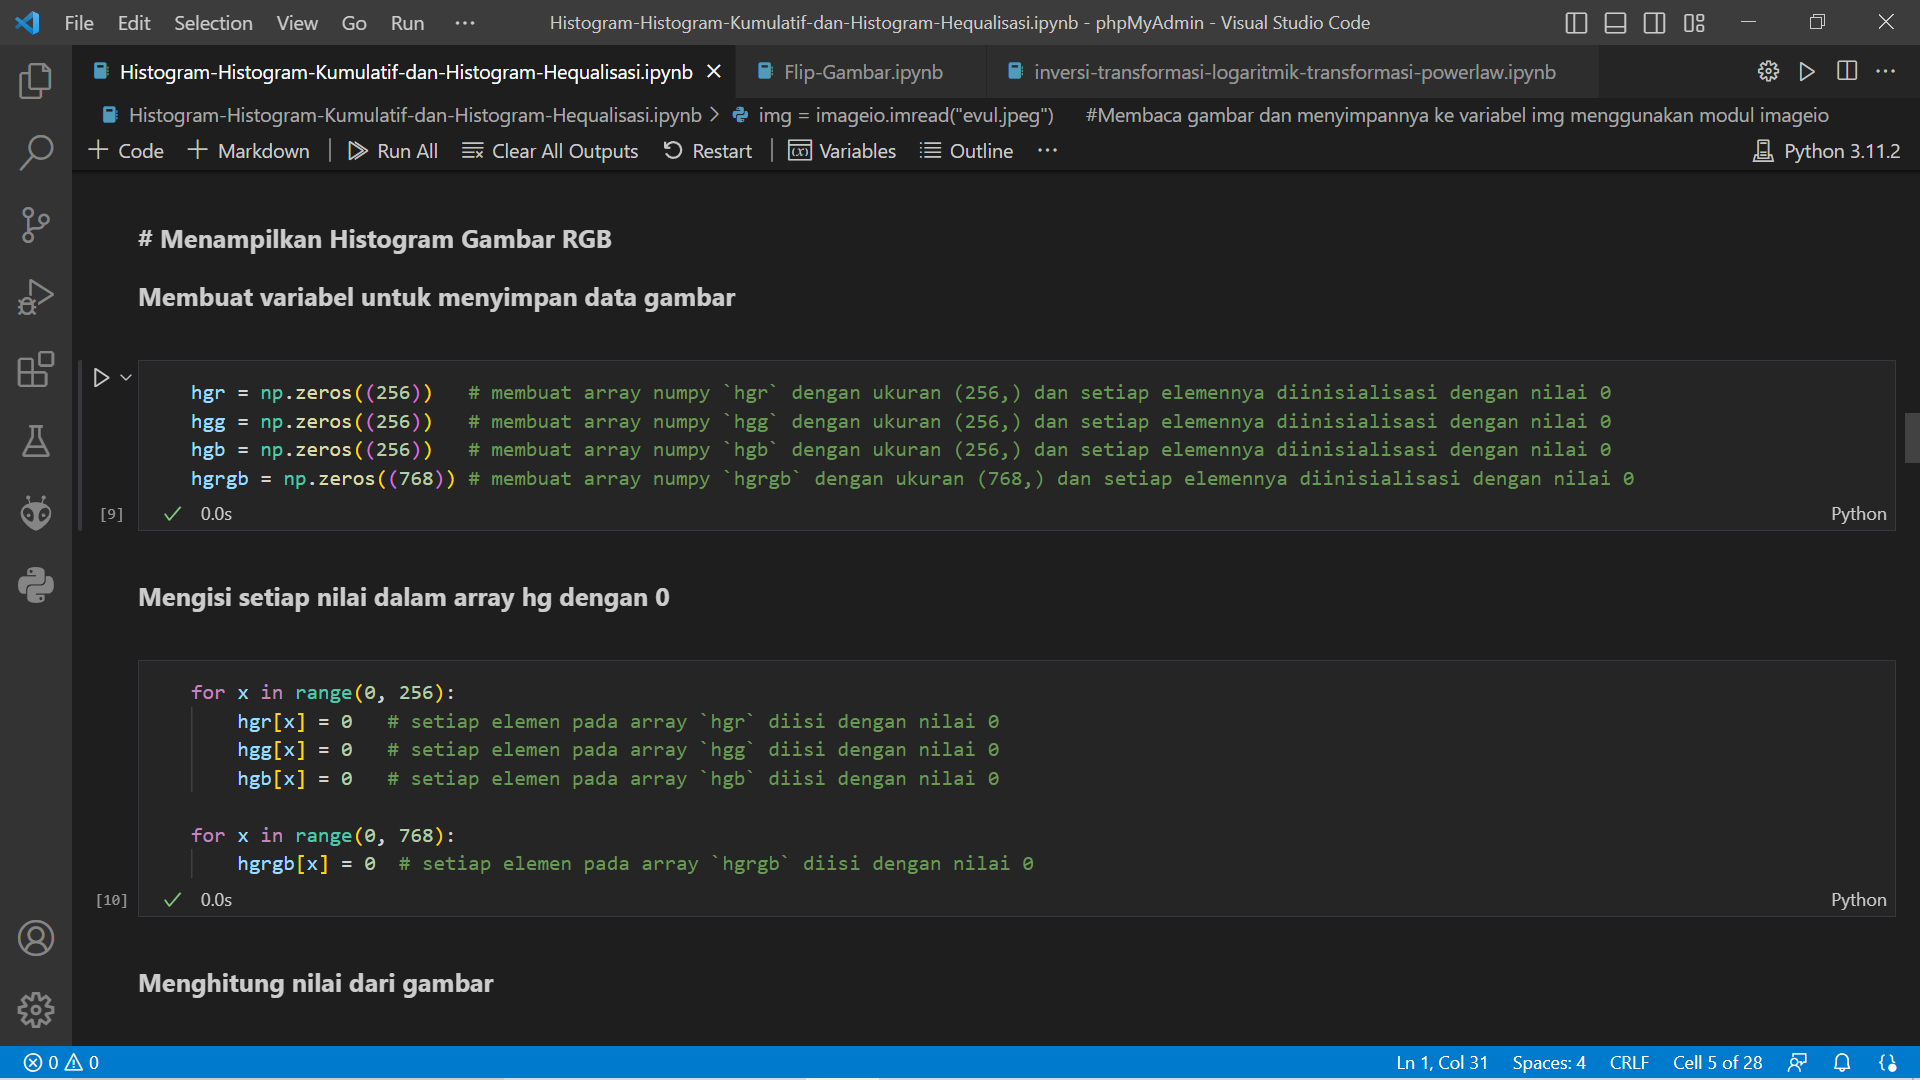 File Edit Selection View Go Run ··· Histogram-Histogram-Kumulatif-dan-Histogram-Hequalisasi.ipynb - phpMyAdmin - Visual Studio Code
Histogram-Histogram-Kumulatif-dan-Histogram-Hequalisasi.ipynb Flip-Gambar.ipynb inversi-transformasi-logaritmik-transformasi-powerlaw.ipynb
Histogram-Histogram-Kumulatif-dan-Histogram-Hequalisasi.ipynb > img = imageio.imread("evul.jpeg") #Membaca gambar dan menyimpannya ke variabel img menggunakan modul imageio
+ Code + Markdown | Run All Clear All Outputs Restart | Variables Outline ··· Python 3.11.2
# Menampilkan Histogram Gambar RGB
Membuat variabel untuk menyimpan data gambar
hgr = np.zeros((256)) # membuat array numpy `hgr` dengan ukuran (256,) dan setiap elemennya diinisialisasi dengan nilai 0
hgg = np.zeros((256)) # membuat array numpy `hgg` dengan ukuran (256,) dan setiap elemennya diinisialisasi dengan nilai 0
hgb = np.zeros((256)) # membuat array numpy `hgb` dengan ukuran (256,) dan setiap elemennya diinisialisasi dengan nilai 0
hgrgb = np.zeros((768)) # membuat array numpy `hgrgb` dengan ukuran (768,) dan setiap elemennya diinisialisasi dengan nilai 0
[9] 0.0s Python
Mengisi setiap nilai dalam array hg dengan 0
for x in range(0, 256):
hgr[x] = 0 # setiap elemen pada array `hgr` diisi dengan nilai 0
hgg[x] = 0 # setiap elemen pada array `hgg` diisi dengan nilai 0
hgb[x] = 0 # setiap elemen pada array `hgb` diisi dengan nilai 0
for x in range(0, 768):
hgrgb[x] = 0 # setiap elemen pada array `hgrgb` diisi dengan nilai 0
[10] 0.0s Python
Menghitung nilai dari gambar
0 0 Ln 1, Col 31 Spaces: 4 CRLF Cell 5 of 28